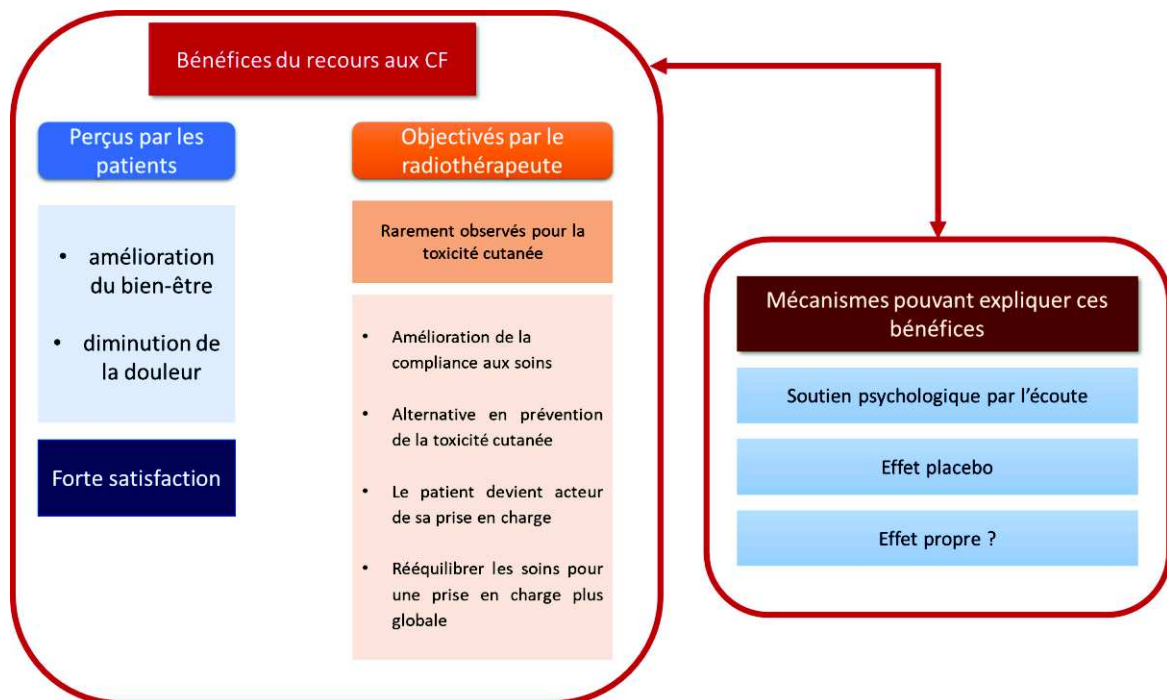 Bénéfices du recours aux CF
Perçus par les
patients
• amélioration
du bien-être
• diminution de
la douleur
Forte satisfaction
Objectivés par le
radiothérapeute
Rarement observés pour la
toxicité cutanée
• Amélioration de la
compliance aux soins
• Alternative en prévention
de la toxicité cutanée
• Le patient devient acteur
de sa prise en charge
• Rééquilibrer les soins pour
une prise en charge plus
globale
Mécanismes pouvant expliquer ces
bénéfices
Soutien psychologique par l'écoute
Effet placebo
Effet propre ?